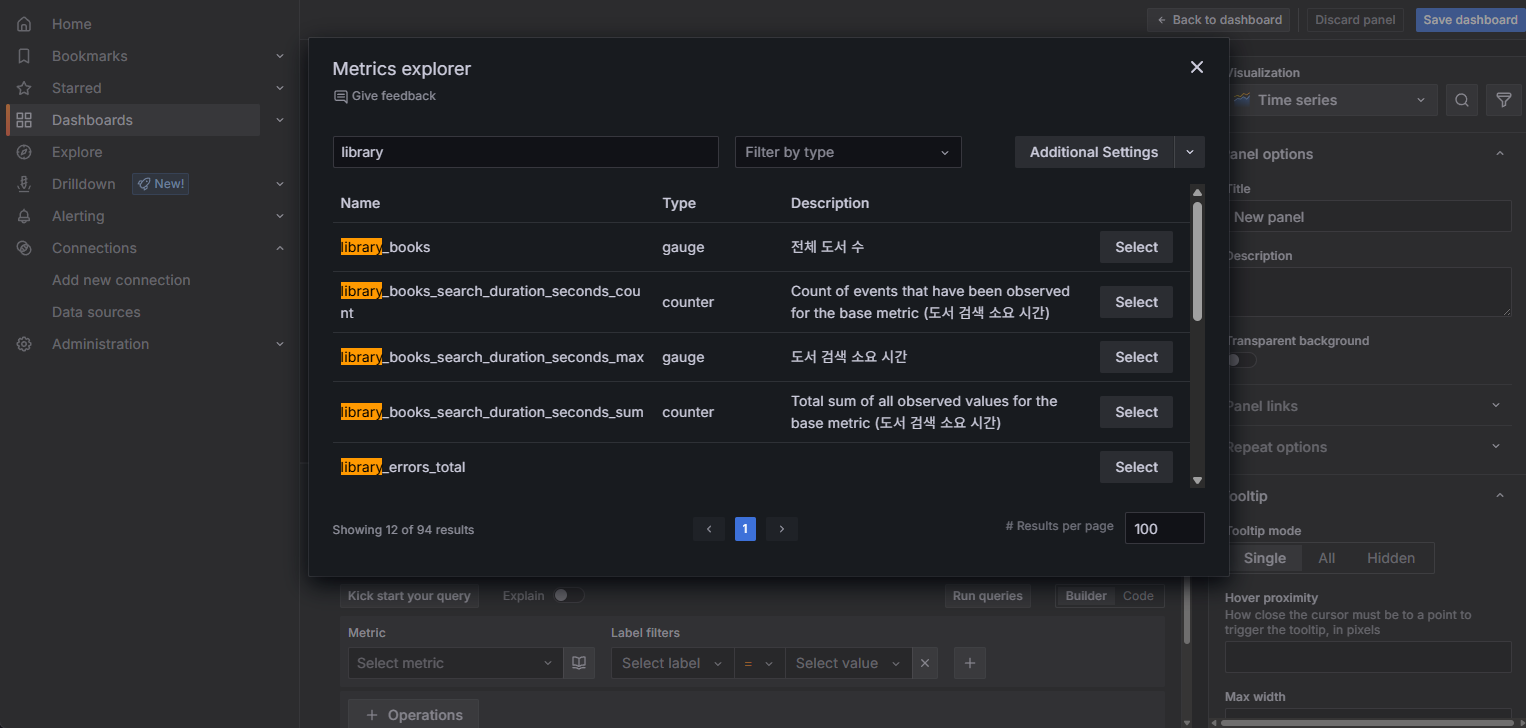 Home
Bookmarks
Starred
Dashboards
Explore
Drilldown
New!
Alerting
Connections
Add new connection
Data sources
Administration
Back to dashboard
Discard panel
Save dashboard
Metrics explorer
Give feedback
library
Filter by type
Additional Settings
Name Type Description
library_books gauge 전체 도서 수 Select
library_books_search_duration_seconds_cou
nt
counter
Count of events that have been observed
for the base metric (도서 검색 소요 시간)
Select
library_books_search_duration_seconds_max gauge 도서 검색 소요 시간 Select
library_books_search_duration_seconds_sum counter
Total sum of all observed values for the
base metric (도서 검색 소요 시간)
Select
library_errors_total Select
Showing 12 of 94 results
1
# Results per page 100
Kick start your query
Explain
Run queries
Builder Code
Metric
Select metric
Label filters
Select label = Select value
Operations
Visualization
Time series
anel options
Title
New panel
Description
Transparent background
Panel links
Repeat options
ooltip
Tooltip mode
Single All Hidden
Hover proximity
How close the cursor must be to a point to
trigger the tooltip, in pixels
Max width